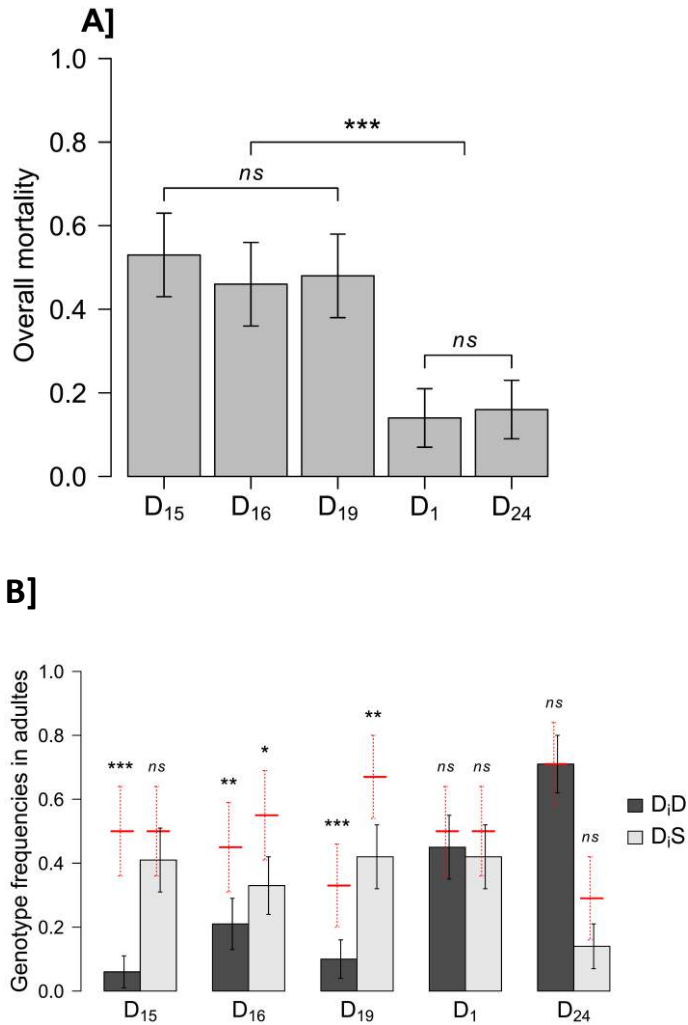 A]
Overall mortality
1.0
0.8
0.6
0.4
0.2
0.0
***
ns
ns
D₁₅ D₁₆ D₁₉ D₁ D₂₄
B]
Genotype frequencies in adultes
1.0
0.8
0.6
0.4
0.2
0.0
*** ns ** * *** ** ns ns ns ns
DᵢD
DᵢS
D₁₅ D₁₆ D₁₉ D₁ D₂₄